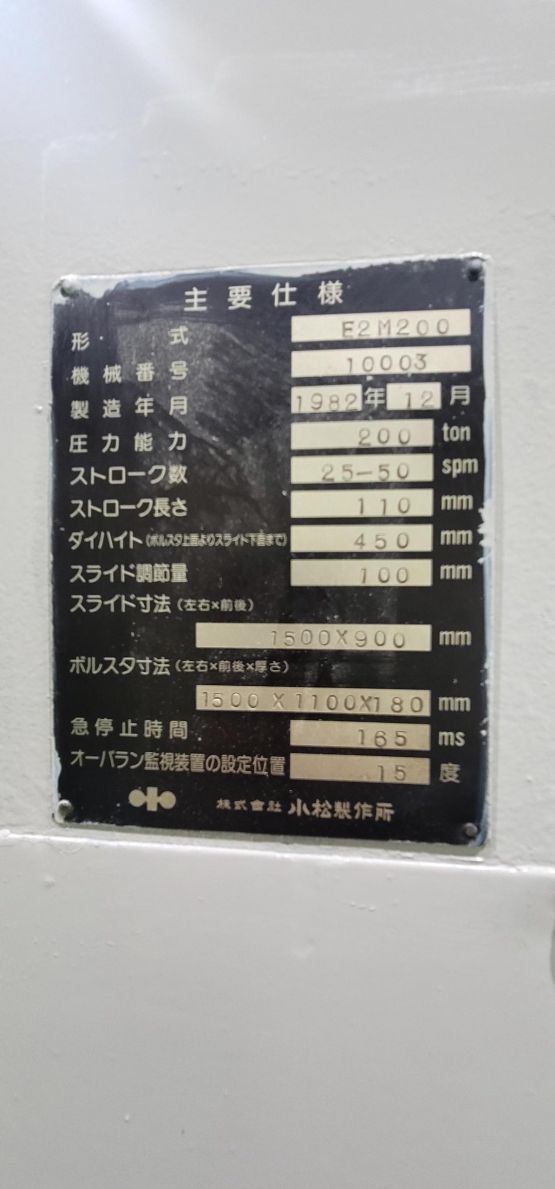 主要仕様
形式 E2M200
機械番号 10003
製造年月 1982年12月
圧力能力 200 ton
ストローク数 25-50 spm
ストローク長さ 110 mm
ダイハイト(ボルスタ上面よりスライド下面まで) 450 mm
スライド調節量 100 mm
スライド寸法(左右×前後)
1500X900 mm
ボルスタ寸法(左右×前後×厚さ)
1500X1100X180 mm
急停止時間 165 ms
オーバラン監視装置の設定位置 15 度
株式会社 小松製作所